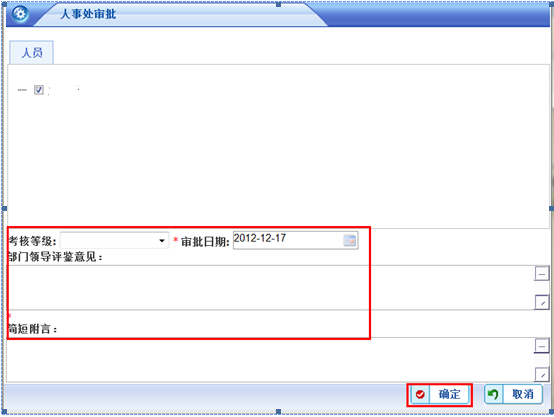 人事处审批
人员
考核等级: * 审批日期: 2012-12-17
部门领导评鉴意见:
*
简短附言:
确定 取消